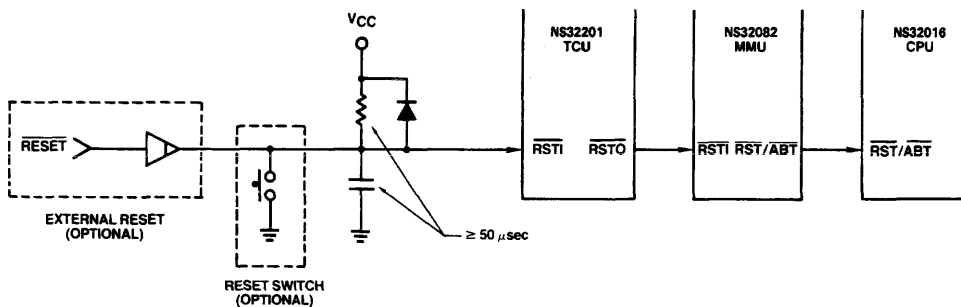 VCC
NS32201
TCU
NS32082
MMU
NS32016
CPU
RESET
RSTI RSTO
RSTI RST/ABT
RST/ABT
EXTERNAL RESET
(OPTIONAL)
≥ 50 μsec
RESET SWITCH
(OPTIONAL)